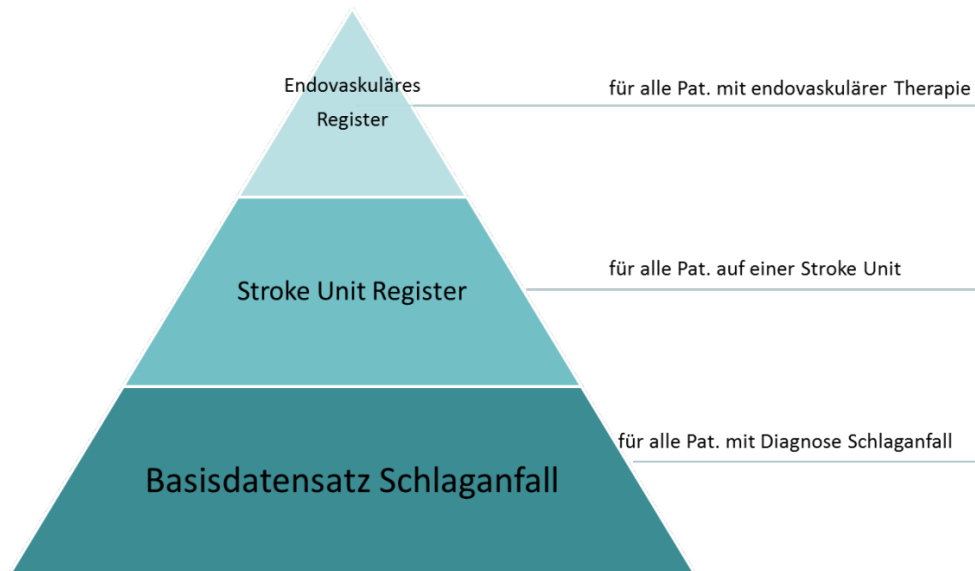 Endovaskuläres
Register
für alle Pat. mit endovaskulärer Therapie
Stroke Unit Register
für alle Pat. auf einer Stroke Unit
Basisdatensatz Schlaganfall
für alle Pat. mit Diagnose Schlaganfall